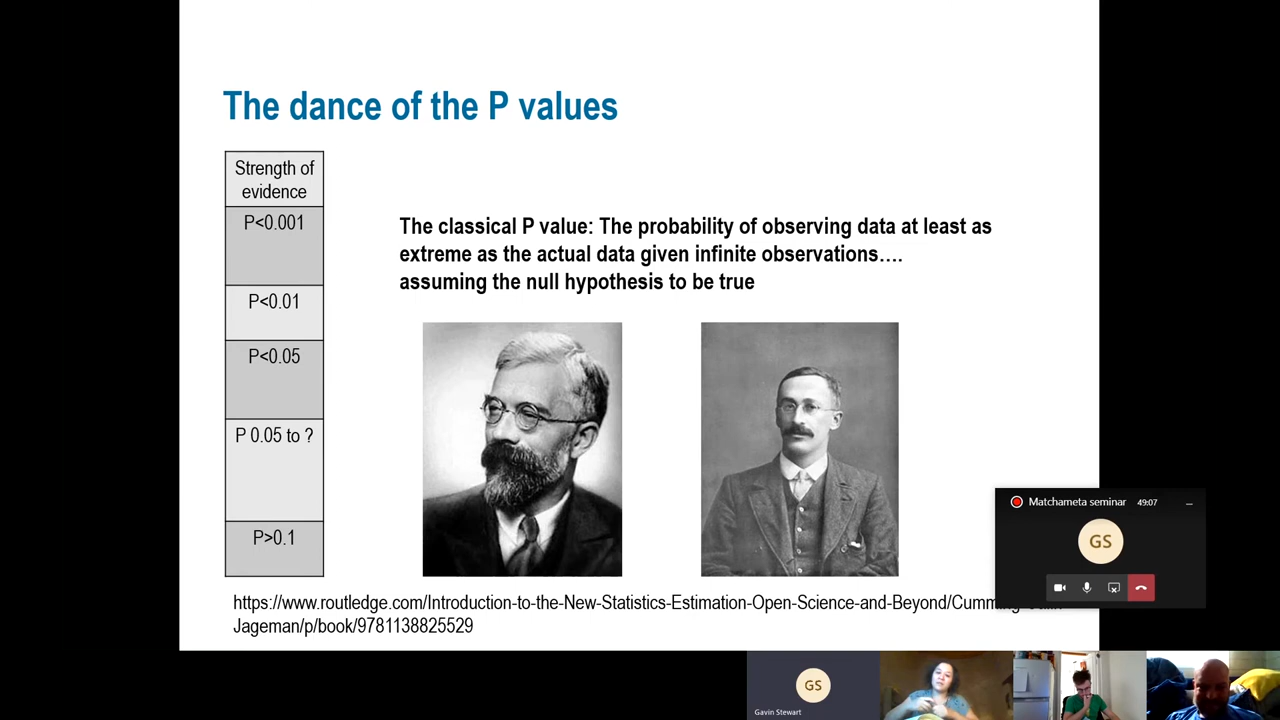 The dance of the P values
Strength of
evidence
P<0.001
P<0.01
P<0.05
P 0.05 to ?
P>0.1
The classical P value: The probability of observing data at least as
extreme as the actual data given infinite observations….
assuming the null hypothesis to be true
https://www.routledge.com/Introduction-to-the-New-Statistics-Estimation-Open-Science-and-Beyond/Cumming-
Jageman/p/book/9781138825529
Matchameta seminar 49:07
GS
GS
Gavin Stewart